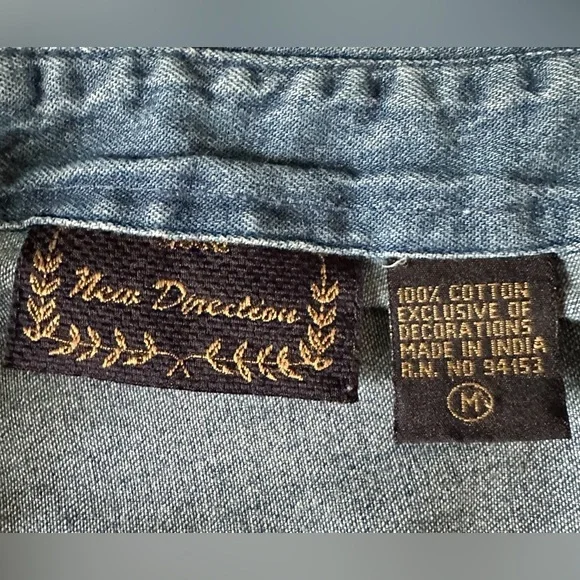 New Direction
100% COTTON
EXCLUSIVE OF
DECORATIONS
MADE IN INDIA
R.N. NO 94153
M